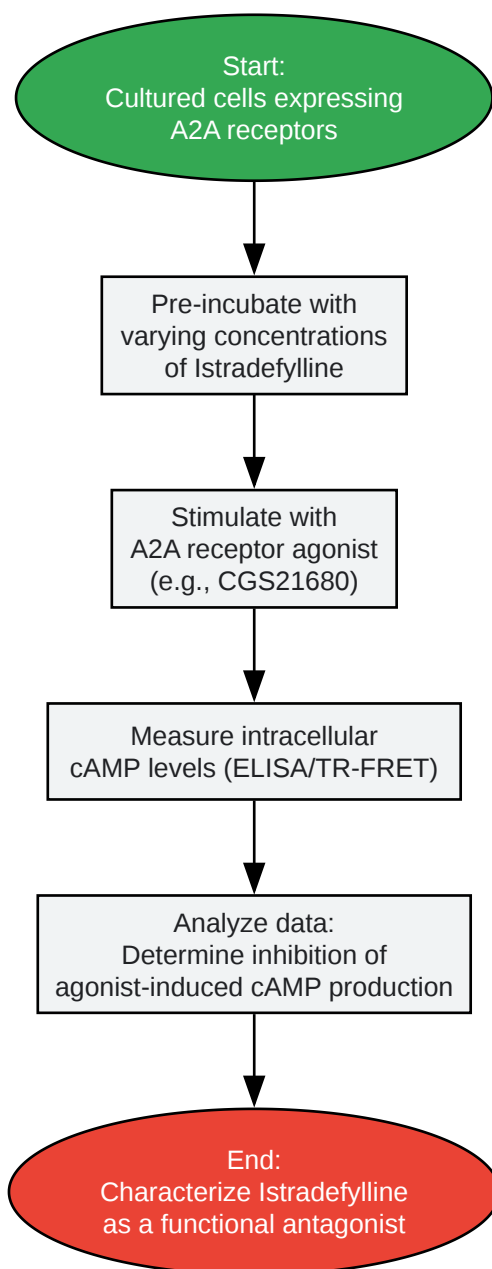 Start:
Cultured cells expressing
A2A receptors
Pre-incubate with
varying concentrations
of Istradefylline
Stimulate with
A2A receptor agonist
(e.g., CGS21680)
Measure intracellular
cAMP levels (ELISA/TR-FRET)
Analyze data:
Determine inhibition of
agonist-induced cAMP production
End:
Characterize Istradefylline
as a functional antagonist